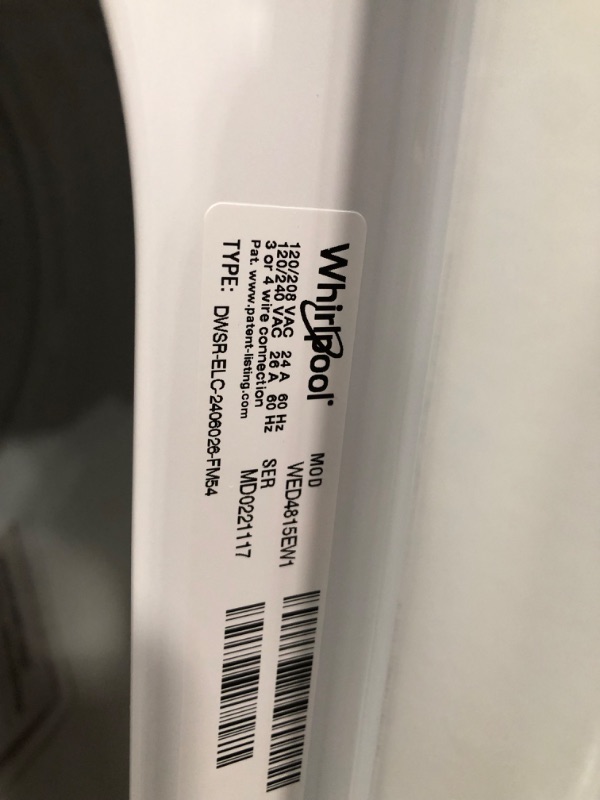 Whirlpool®
120/208 VAC 24 A 60 Hz
120/240 VAC 26 A 60 Hz
3 or 4 wire connection
Pat. www.patent-listing.com
TYPE: DWSR-ELC-2406026-FM54
MOD
WED4815EW1
SER
MD0221117